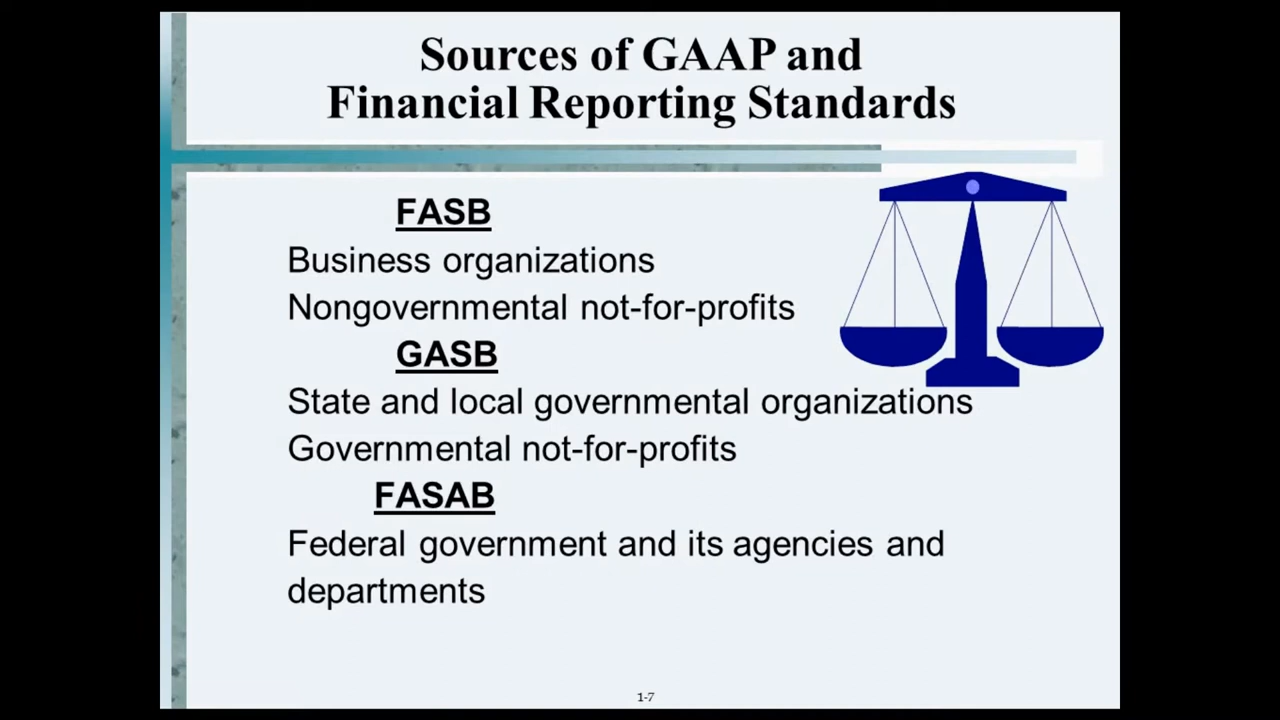 Sources of GAAP and
Financial Reporting Standards
FASB
Business organizations
Nongovernmental not-for-profits
GASB
State and local governmental organizations
Governmental not-for-profits
FASAB
Federal government and its agencies and
departments
1-7